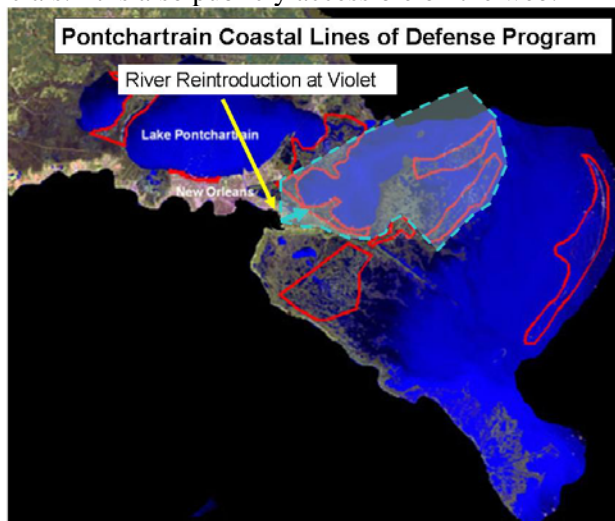 Pontchartrain Coastal Lines of Defense Program
River Reintroduction at Violet
Lake Pontchartrain
New Orleans